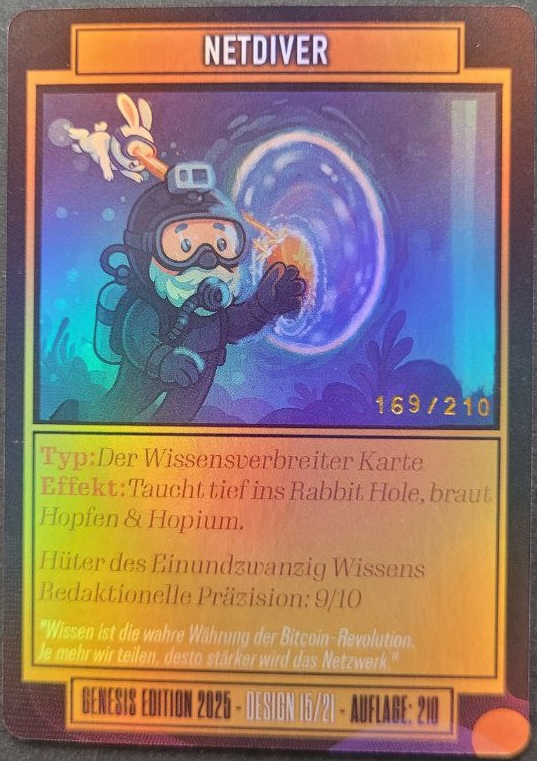 NETDIVER
169/210
Typ:Der Wissensverbreiter Karte
Effekt:Taucht tief ins Rabbit Hole, braut
Hopfen & Hopium.
Hüter des Einundzwanzig Wissens
Redaktionelle Präzision: 9/10
"Wissen ist die wahre Währung der Bitcoin-Revolution.
Je mehr wir teilen, desto stärker wird das Netzwerk."
GENESIS EDITION 2025 - DESIGN 15/21 - AUFLAGE: 210